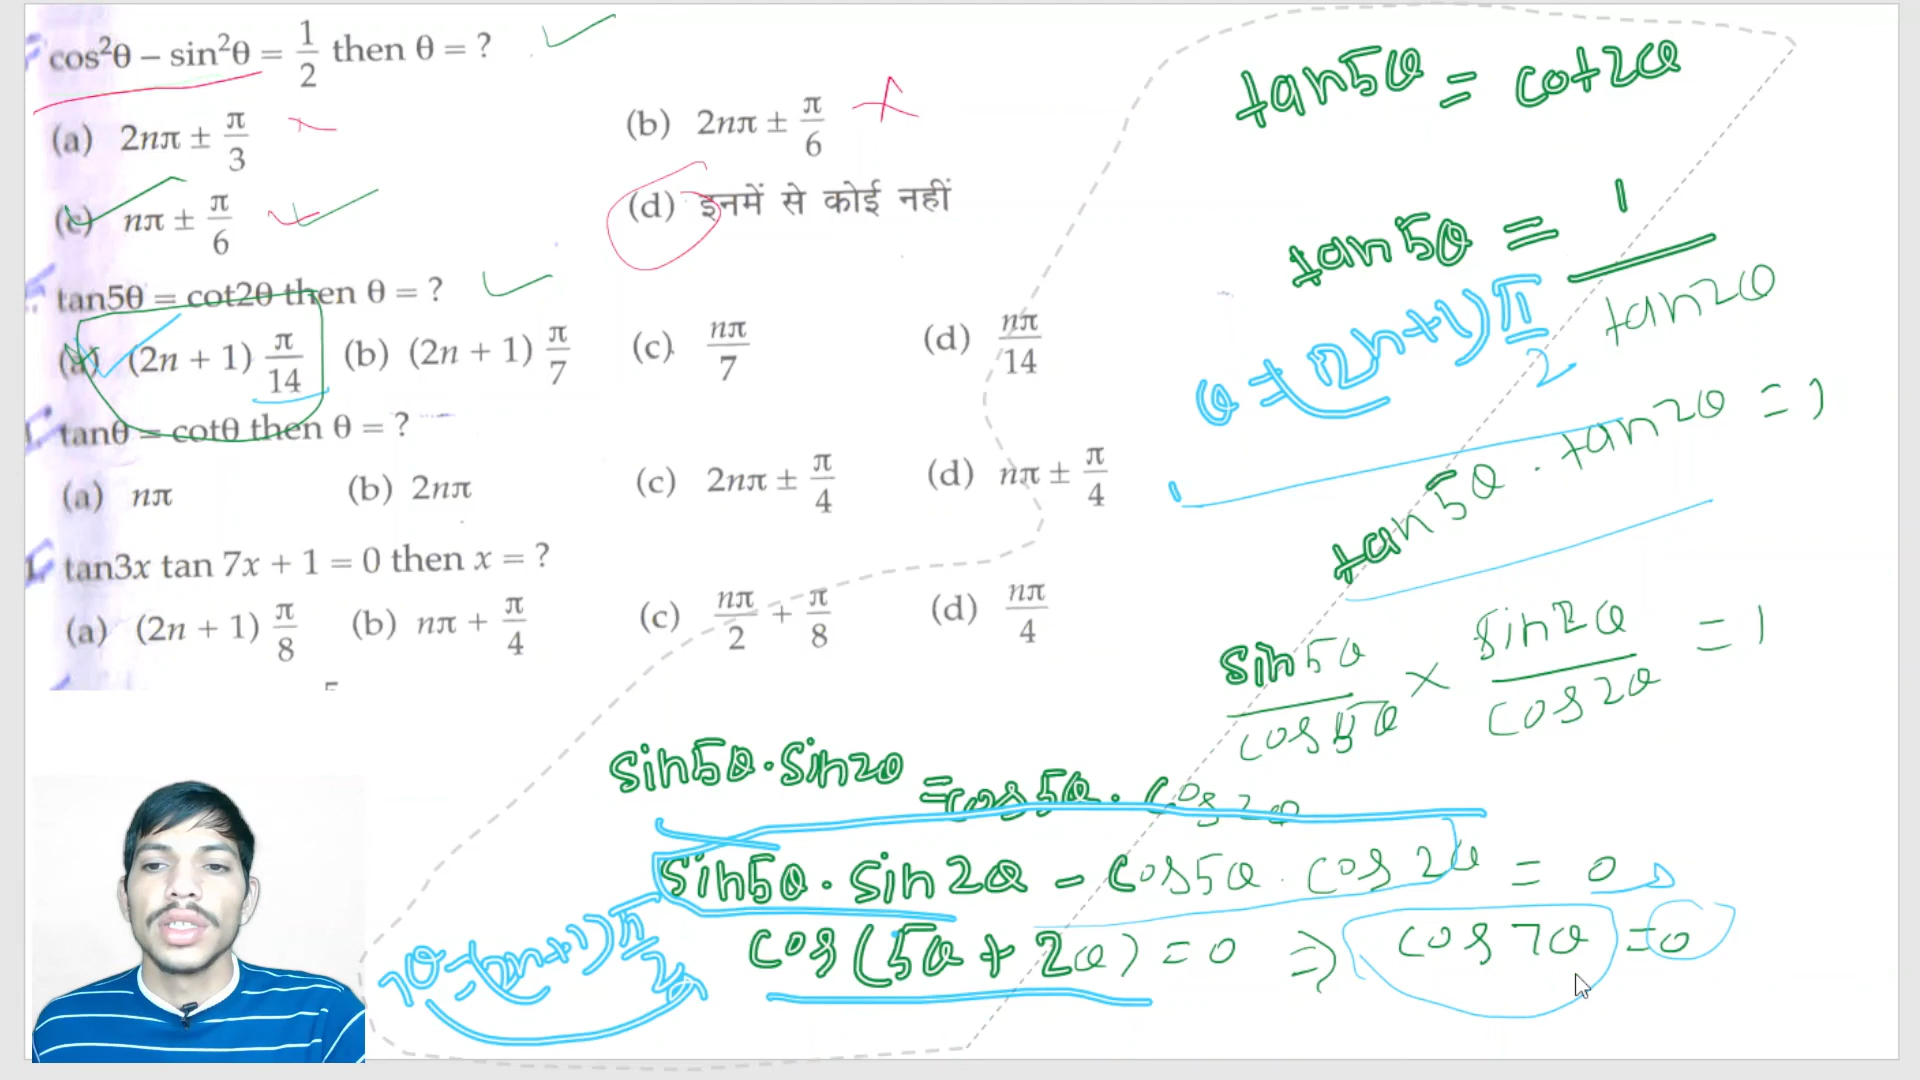 cos²θ – sin²θ = 1/2 then θ = ?
(a) 2nπ ± π/3
(b) 2nπ ± π/6
(c) nπ ± π/6
(d) इनमें से कोई नहीं
tan5θ = cot2θ then θ = ?
(a) (2n + 1) π/14 (b) (2n + 1) π/7 (c) nπ/7 (d) nπ/14
tanθ = cotθ then θ = ?
(a) nπ (b) 2nπ (c) 2nπ ± π/4 (d) nπ ± π/4
tan3x tan 7x + 1 = 0 then x = ?
(a) (2n + 1) π/8 (b) nπ + π/4 (c) nπ/2 + π/8 (d) nπ/4
tan5θ = cot2θ
tan5θ = 1/tan2θ
θ = (2n+1)π/2
tan5θ · tan2θ = 1
sin5θ/cos5θ × sin2θ/cos2θ = 1
sin5θ·sin2θ = cos5θ·cos2θ
sin5θ·sin2θ – cos5θ·cos2θ = 0
cos(5θ + 2θ) = 0 ⇒ cos7θ = 0
7θ = (2n+1)π/2